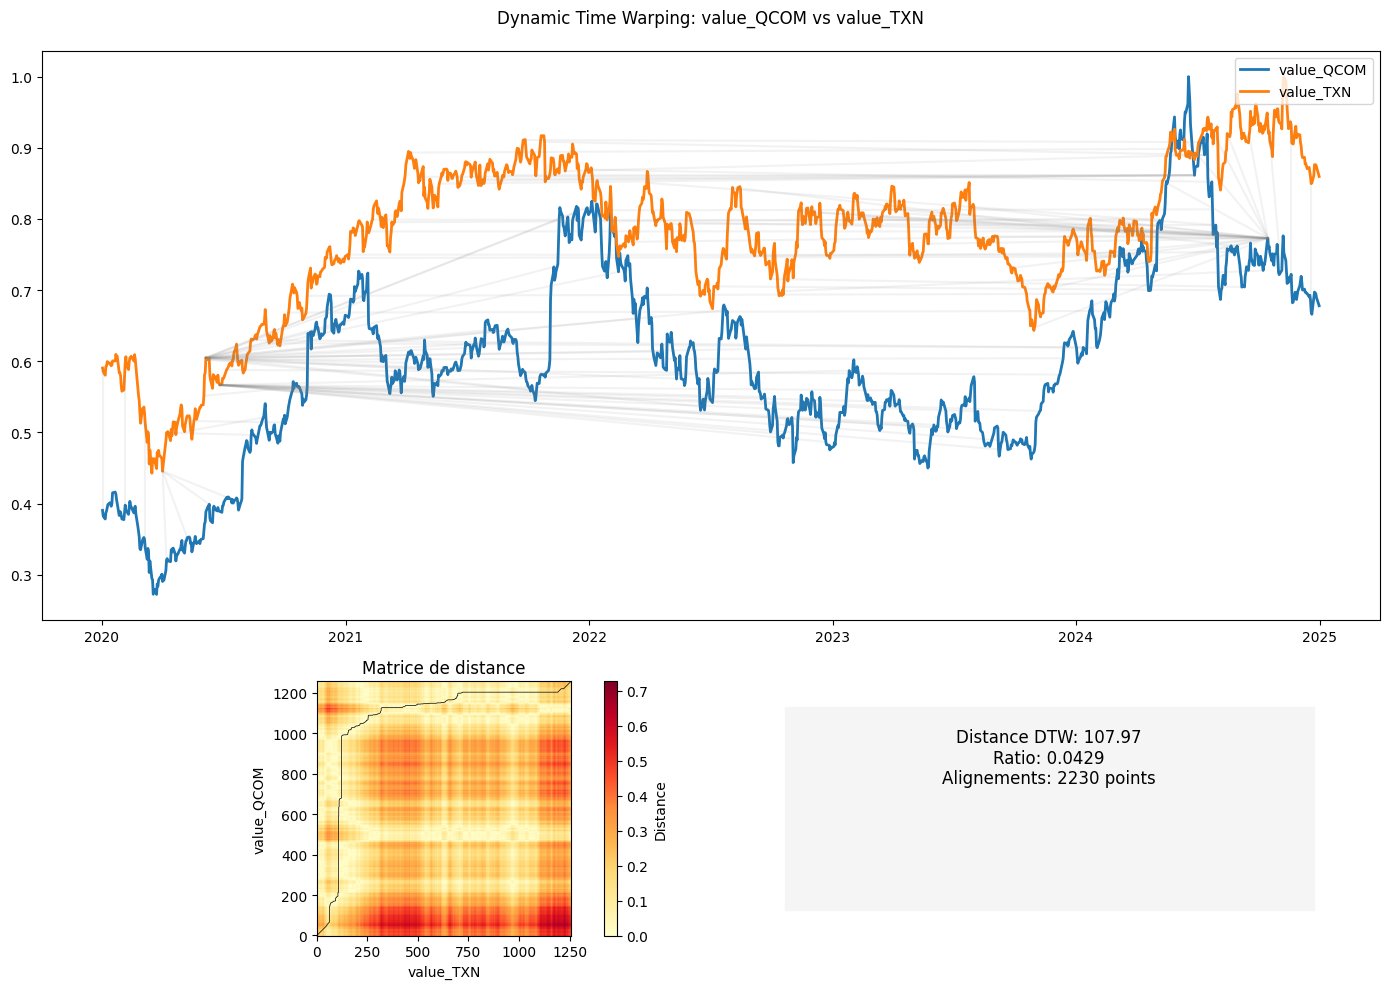 Dynamic Time Warping: value_QCOM vs value_TXN
value_QCOM
value_TXN
1.0
0.9
0.8
0.7
0.6
0.5
0.4
0.3
2020 2021 2022 2023 2024 2025
Matrice de distance
1200
1000
800
600
400
200
0
value_QCOM
0 250 500 750 1000 1250
value_TXN
0.7
0.6
0.5
0.4
0.3
0.2
0.1
0.0
Distance
Distance DTW: 107.97
Ratio: 0.0429
Alignements: 2230 points